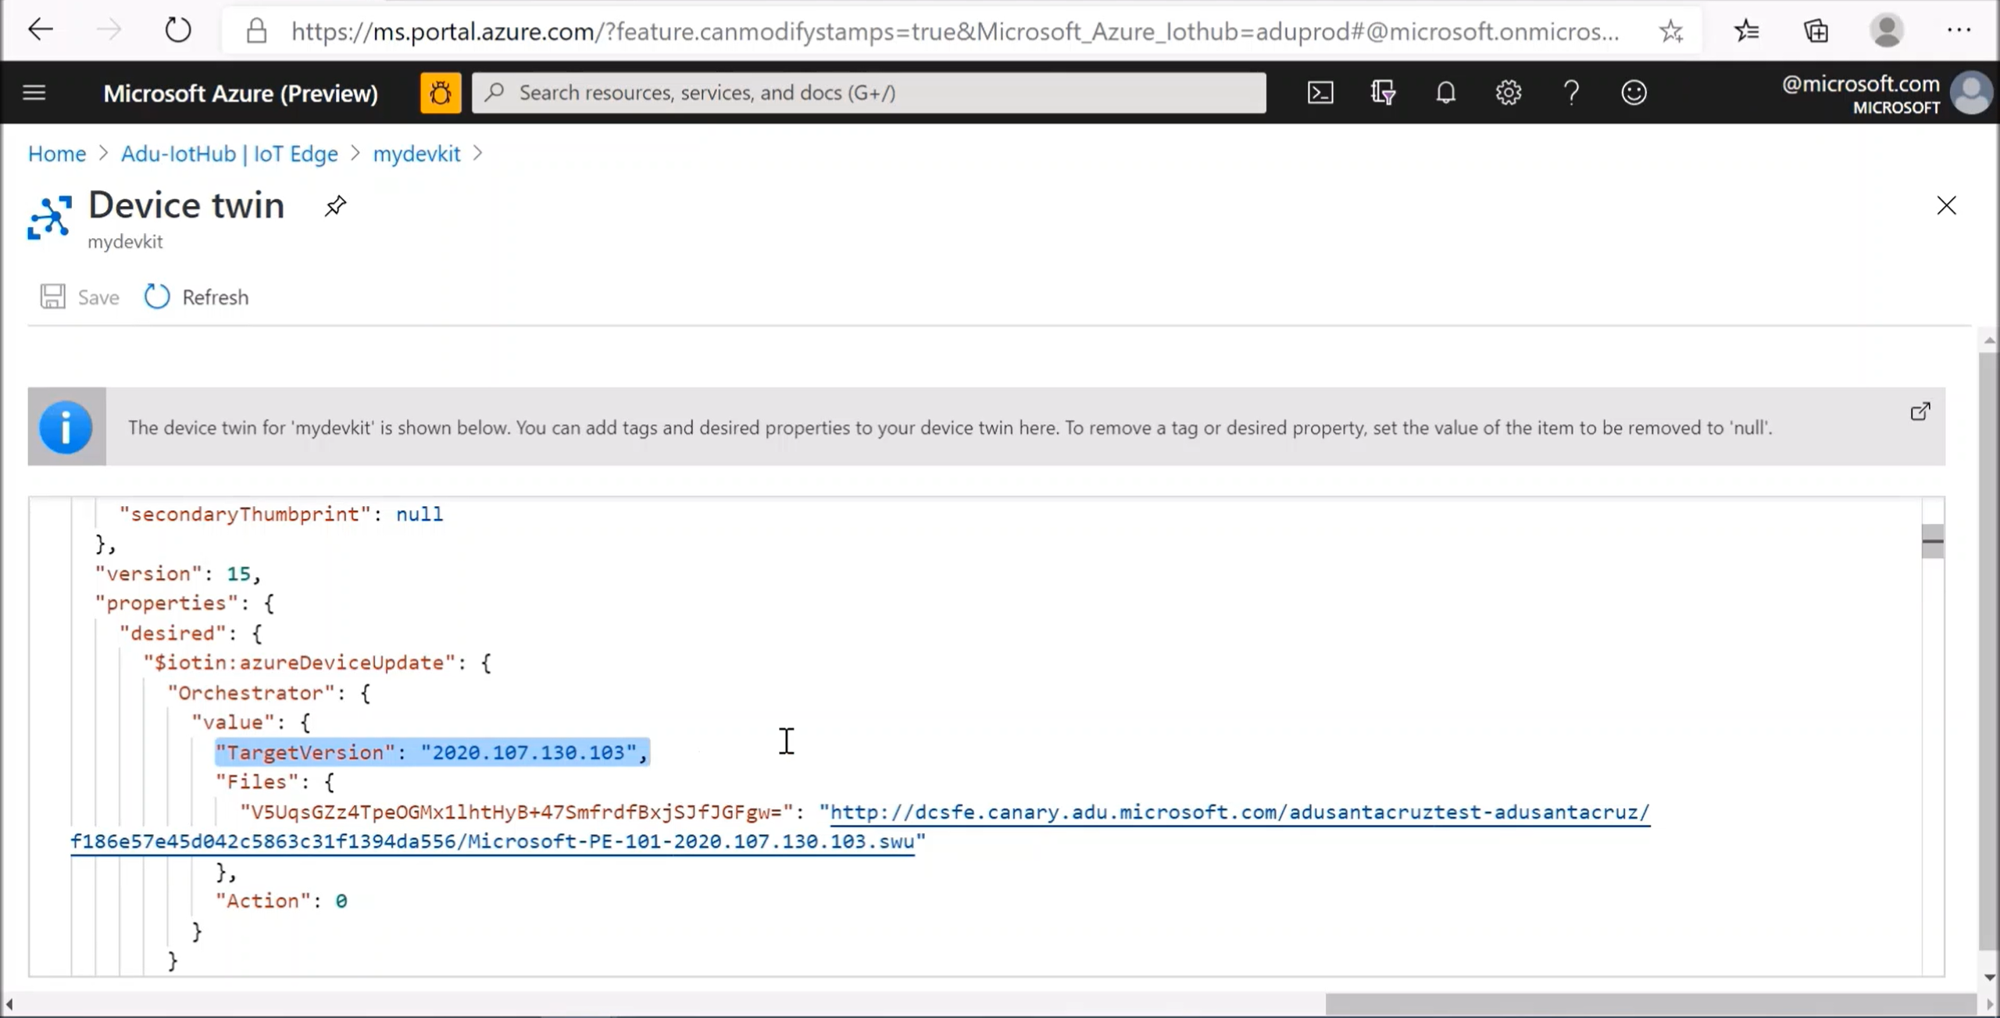 https://ms.portal.azure.com/?feature.canmodifystamps=true&Microsoft_Azure_Iothub=aduprod#@microsoft.onmicros...
Microsoft Azure (Preview)
Search resources, services, and docs (G+/)
@microsoft.com
MICROSOFT
Home > Adu-IotHub | IoT Edge > mydevkit >
Device twin
mydevkit
Save Refresh
The device twin for 'mydevkit' is shown below. You can add tags and desired properties to your device twin here. To remove a tag or desired property, set the value of the item to be removed to 'null'.
"secondaryThumbprint": null
},
"version": 15,
"properties": {
"desired": {
"$iotin:azureDeviceUpdate": {
"Orchestrator": {
"value": {
"TargetVersion": "2020.107.130.103",
"Files": {
"V5UqsGZz4TpeOGMx1lhtHyB+47SmfrdfBxjSJfJGFgw=": "http://dcsfe.canary.adu.microsoft.com/adusantacruztest-adusantacruz/
f186e57e45d042c5863c31f1394da556/Microsoft-PE-101-2020.107.130.103.swu"
},
"Action": 0
}
}